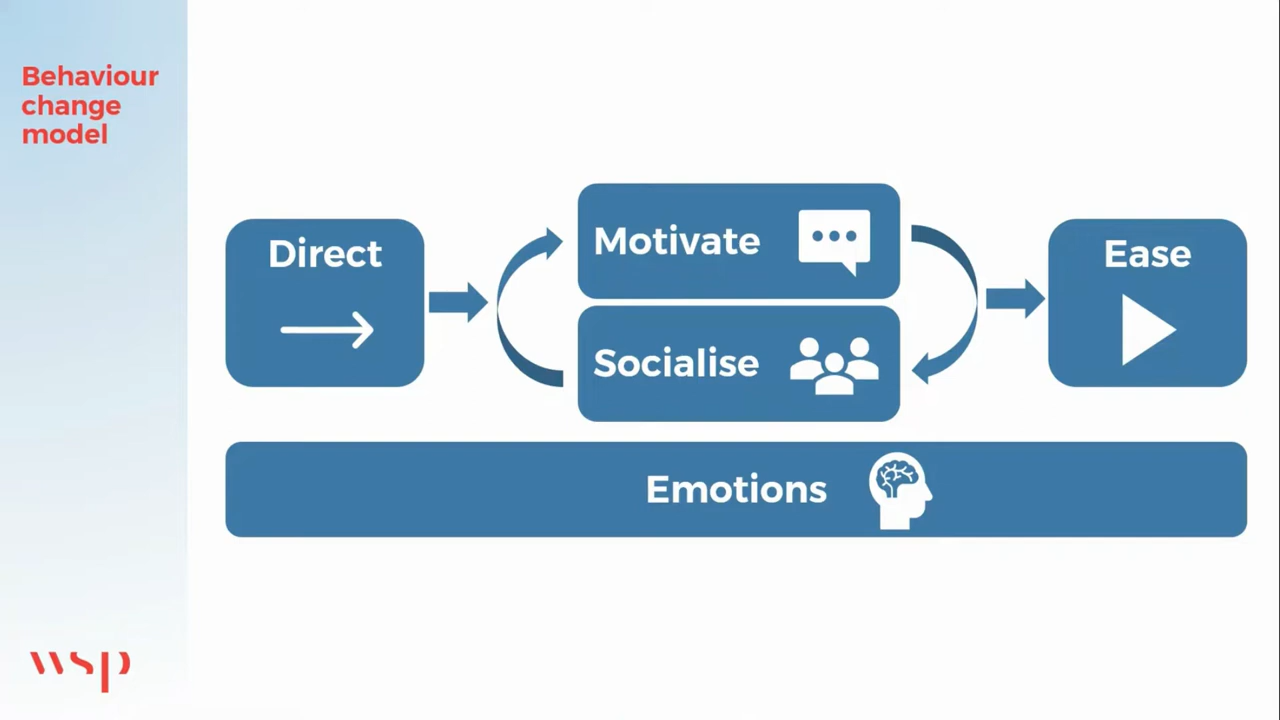 Behaviour
change
model
Direct
Motivate
Socialise
Ease
Emotions
wsp